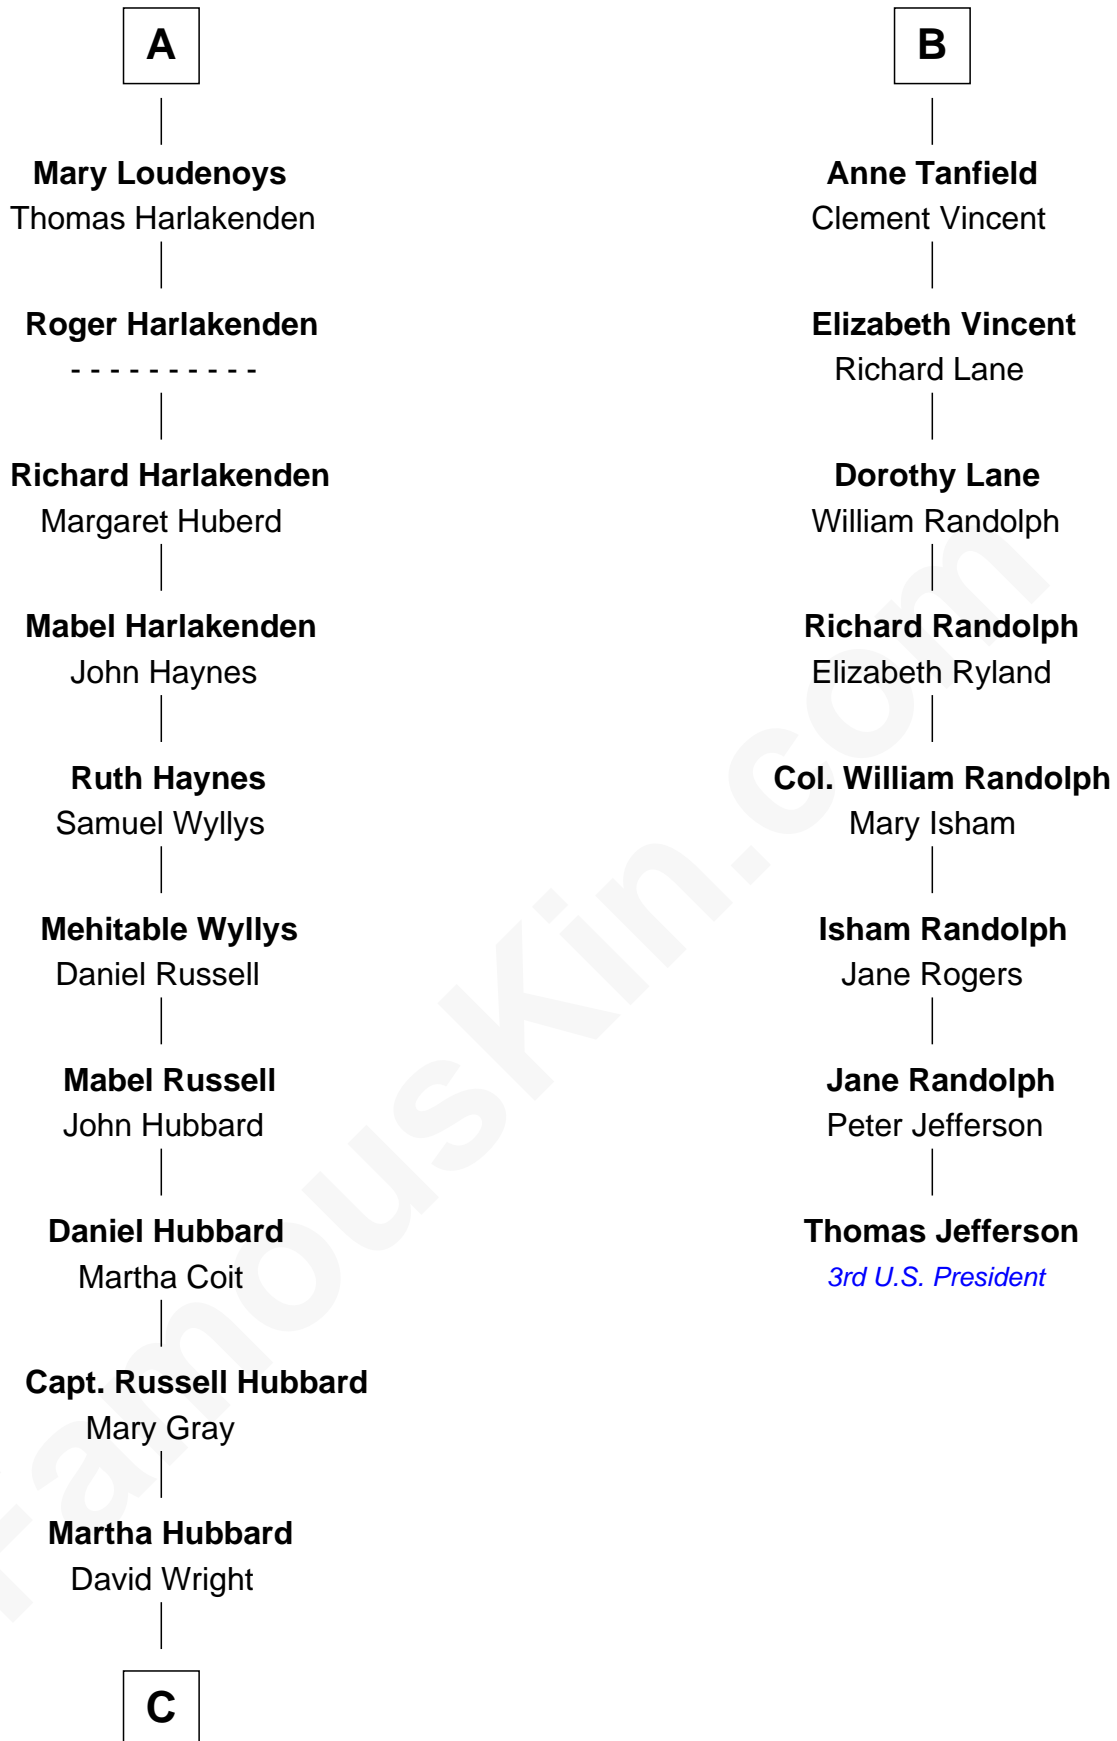 A
Mary Loudenoys
Thomas Harlakenden
Roger Harlakenden
- - - - - - - - - -
Richard Harlakenden
Margaret Huberd
Mabel Harlakenden
John Haynes
Ruth Haynes
Samuel Wyllys
Mehitable Wyllys
Daniel Russell
Mabel Russell
John Hubbard
Daniel Hubbard
Martha Coit
Capt. Russell Hubbard
Mary Gray
Martha Hubbard
David Wright
C
B
Anne Tanfield
Clement Vincent
Elizabeth Vincent
Richard Lane
Dorothy Lane
William Randolph
Richard Randolph
Elizabeth Ryland
Col. William Randolph
Mary Isham
Isham Randolph
Jane Rogers
Jane Randolph
Peter Jefferson
Thomas Jefferson
3rd U.S. President
FamousKin.com